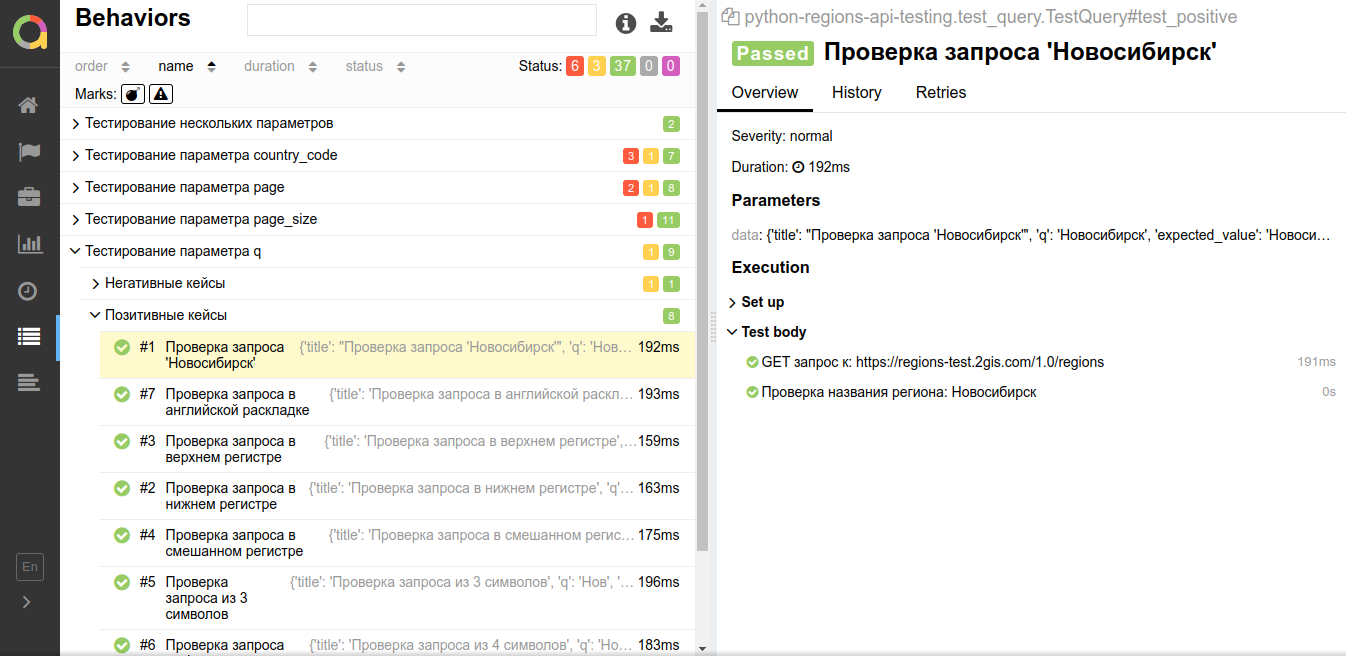 Behaviors
order name duration status Status: 6 3 37 0 0
Marks:
Тестирование нескольких параметров 2
Тестирование параметра country_code 3 1 7
Тестирование параметра page 2 1 8
Тестирование параметра page_size 1 11
Тестирование параметра q 1 9
Негативные кейсы 1 1
Позитивные кейсы 8
#1 Проверка запроса {'title': "Проверка запроса 'Новосибирск'", 'q': 'Нов... 192ms
'Новосибирск'
#7 Проверка запроса в {'title': 'Проверка запроса в английской раскл... 193ms
английской раскладке
#3 Проверка запроса в {'title': 'Проверка запроса в верхнем регистре',... 159ms
верхнем регистре
#2 Проверка запроса в {'title': 'Проверка запроса в нижнем регистре', 'q'... 163ms
нижнем регистре
#4 Проверка запроса в {'title': 'Проверка запроса в смешанном регис... 175ms
смешанном регистре
#5 Проверка {'title': 'Проверка запроса из 3 символов', 'q': 'Нов', '... 196ms
запроса из 3
символов
#6 Проверка запроса {'title': 'Проверка запроса из 4 символов', 'q': 'Но... 183ms
En
python-regions-api-testing.test_query.TestQuery#test_positive
Passed Проверка запроса 'Новосибирск'
Overview History Retries
Severity: normal
Duration: 192ms
Parameters
data: {'title': "Проверка запроса 'Новосибирск'", 'q': 'Новосибирск', 'expected_value': 'Новоси...
Execution
Set up
Test body
GET запрос к: https://regions-test.2gis.com/1.0/regions 191ms
Проверка названия региона: Новосибирск 0s